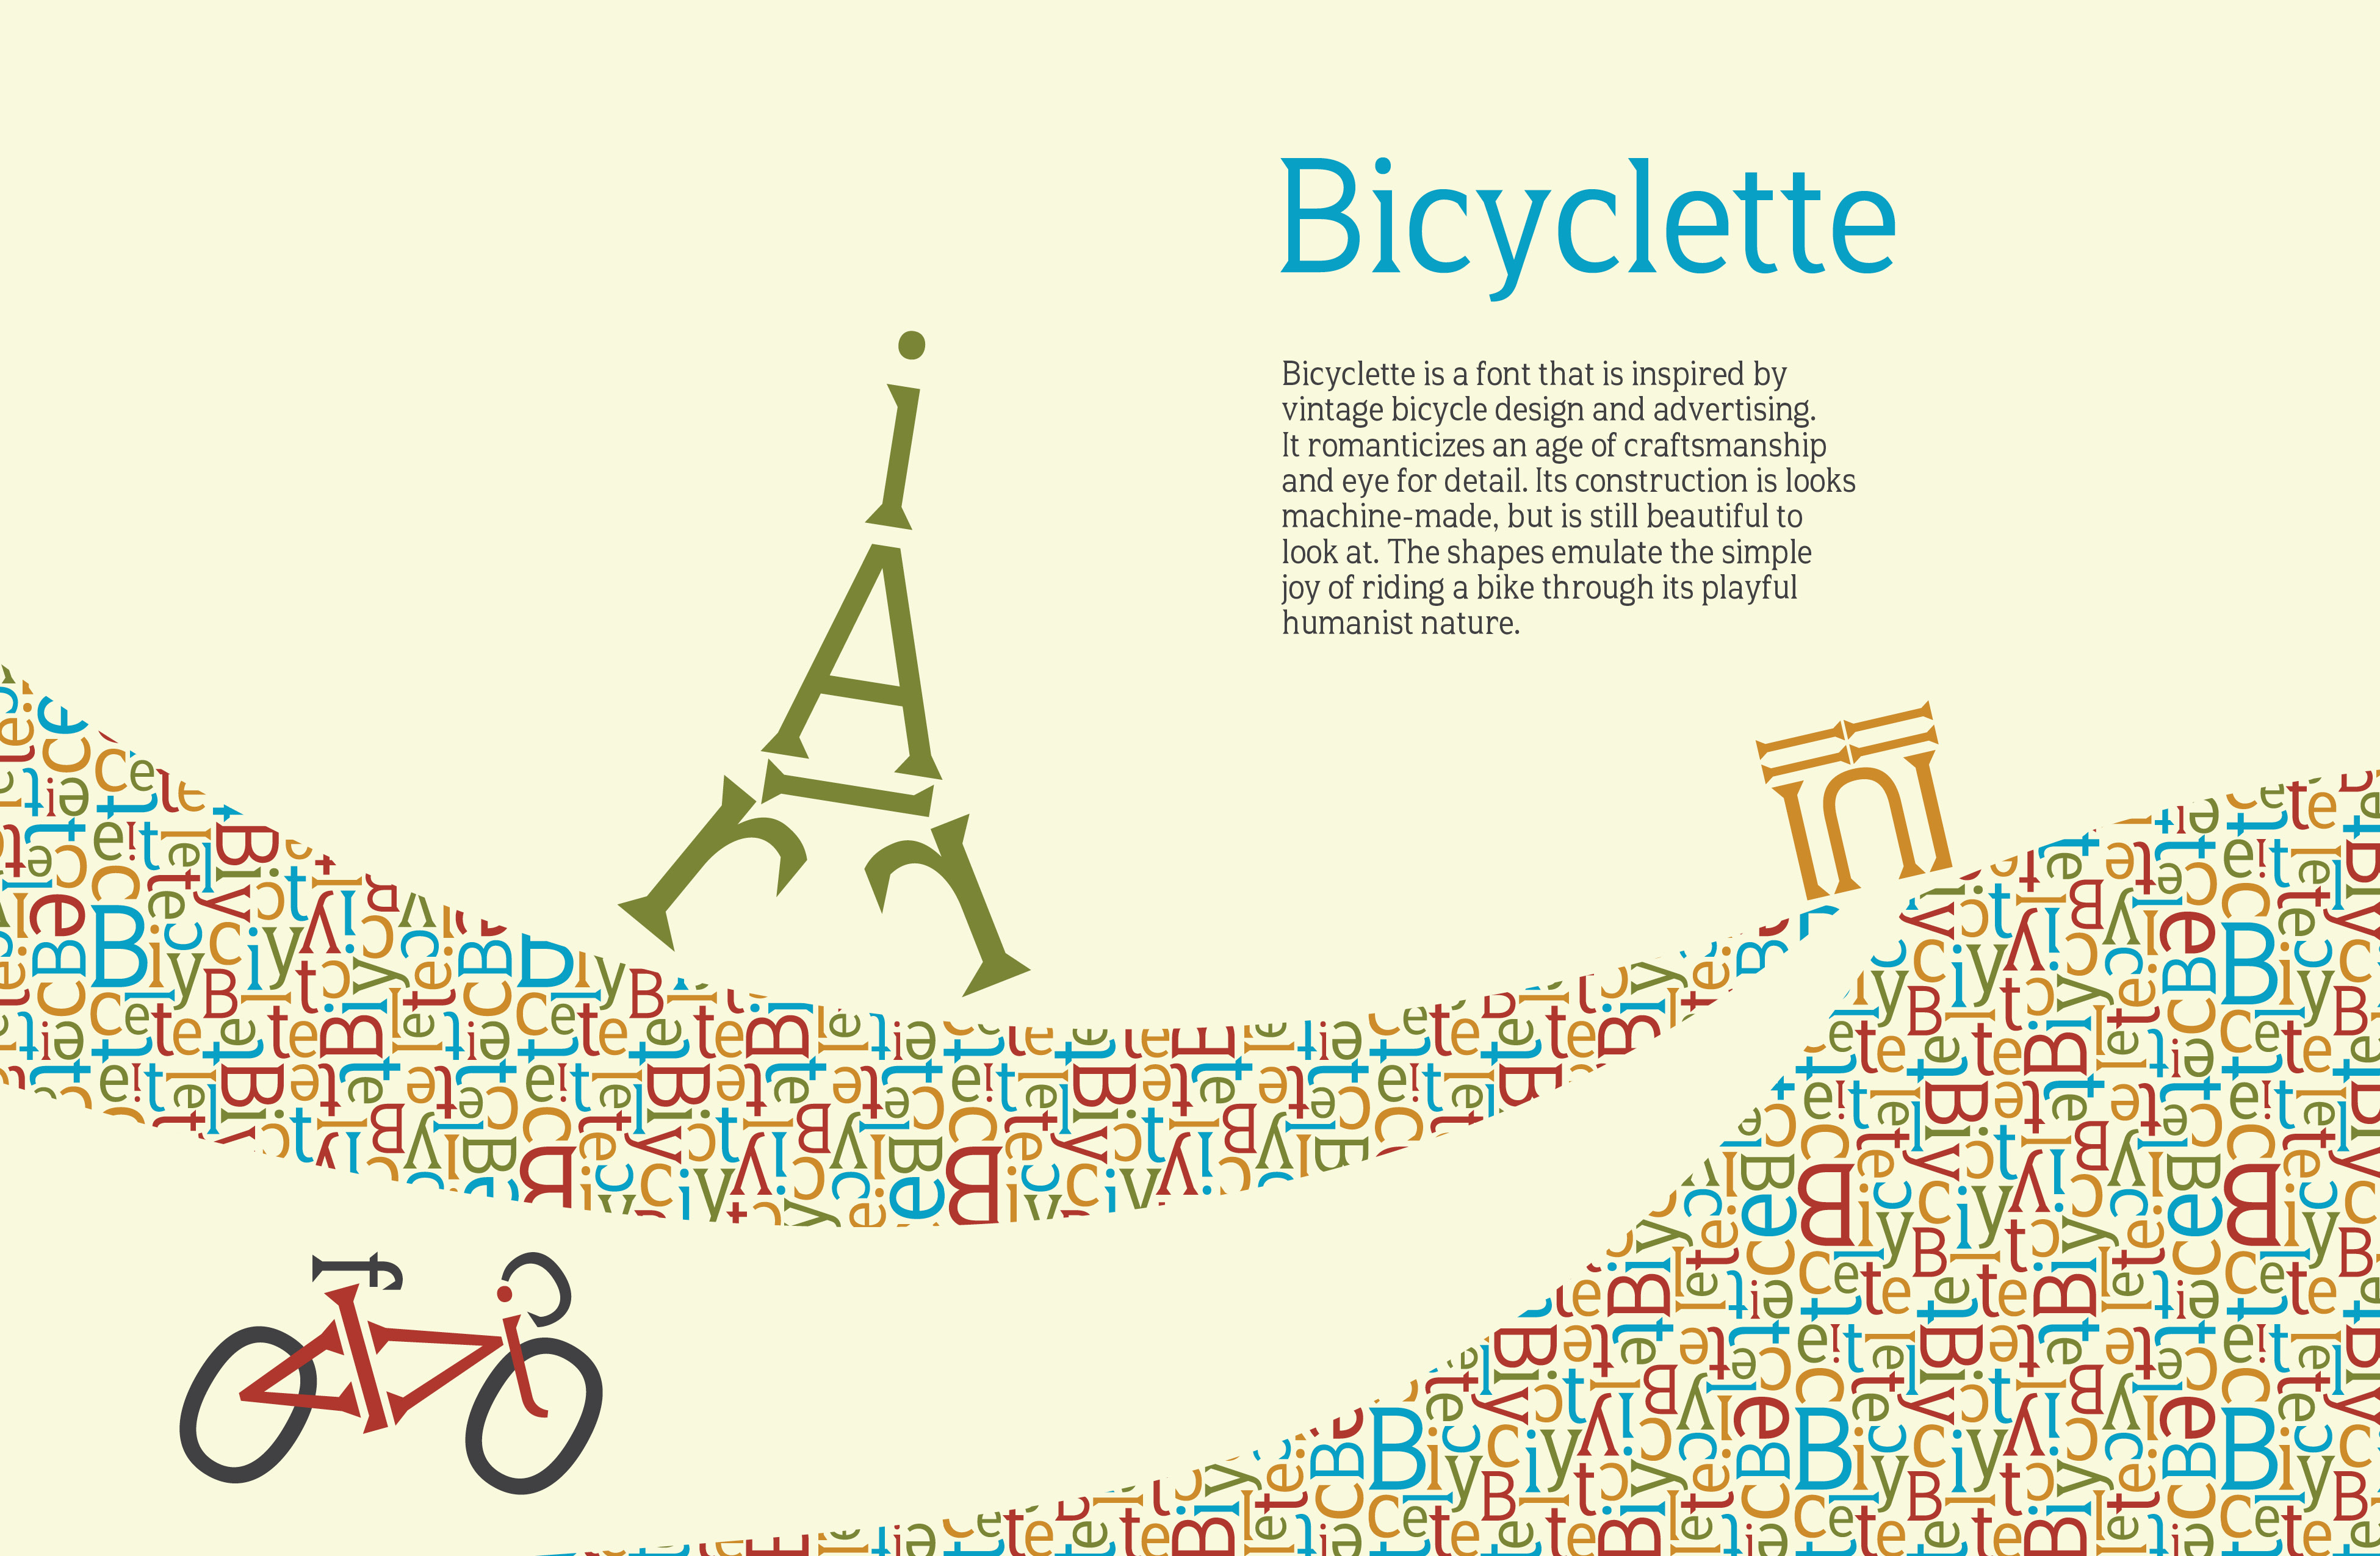 Bicyclette
Bicyclette is a font that is inspired by
vintage bicycle design and advertising.
It romanticizes an age of craftsmanship
and eye for detail. Its construction is looks
machine-made, but is still beautiful to
look at. The shapes emulate the simple
joy of riding a bike through its playful
humanist nature.